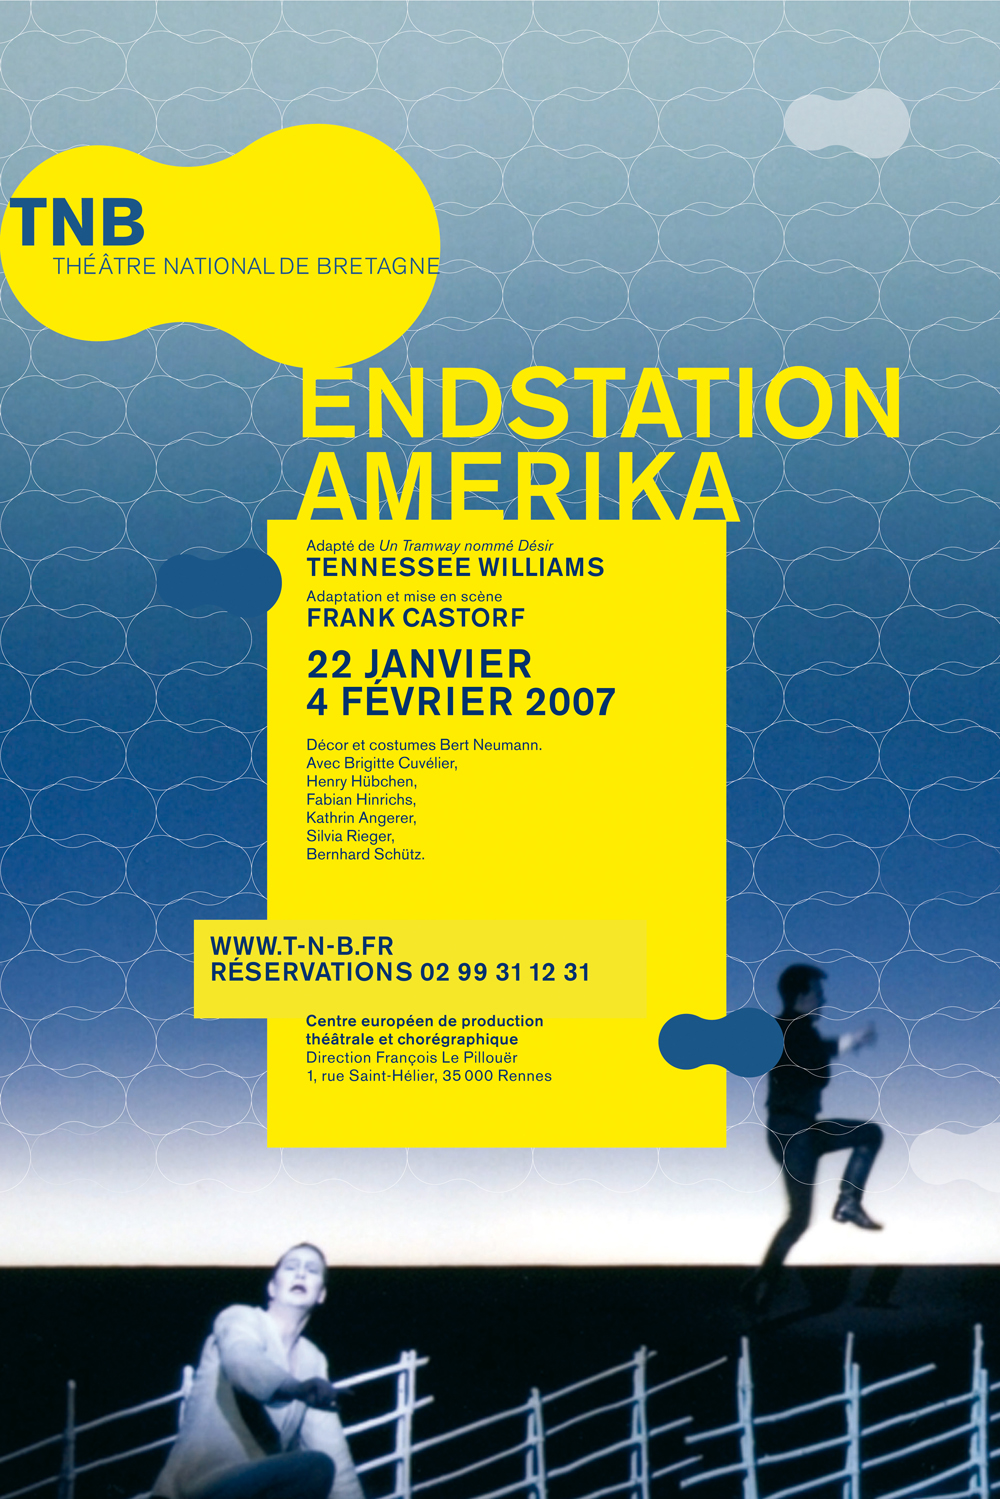 TNB
THÉÂTRE NATIONAL DE BRETAGNE
ENDSTATION
AMERIKA
Adapté de Un Tramway nommé Désir
TENNESSEE WILLIAMS
Adaptation et mise en scène
FRANK CASTORF
22 JANVIER
4 FÉVRIER 2007
Décor et costumes Bert Neumann.
Avec Brigitte Cuvélier,
Henry Hübchen,
Fabian Hinrichs,
Kathrin Angerer,
Silvia Rieger,
Bernhard Schütz.
WWW.T-N-B.FR
RÉSERVATIONS 02 99 31 12 31
Centre européen de production
théâtrale et chorégraphique
Direction François Le Pillouër
1, rue Saint-Hélier, 35 000 Rennes